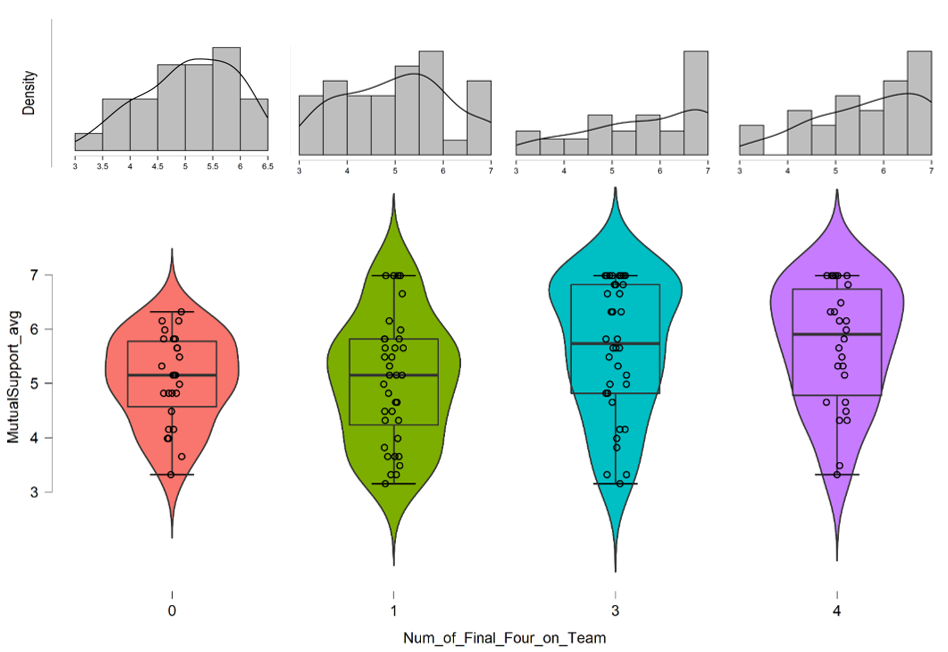 Density
3 3.5 4 4.5 5 5.5 6 6.5
3 4 5 6 7
3 4 5 6 7
3 4 5 6 7
MutualSupport_avg
7
6
5
4
3
0 1 3 4
Num_of_Final_Four_on_Team